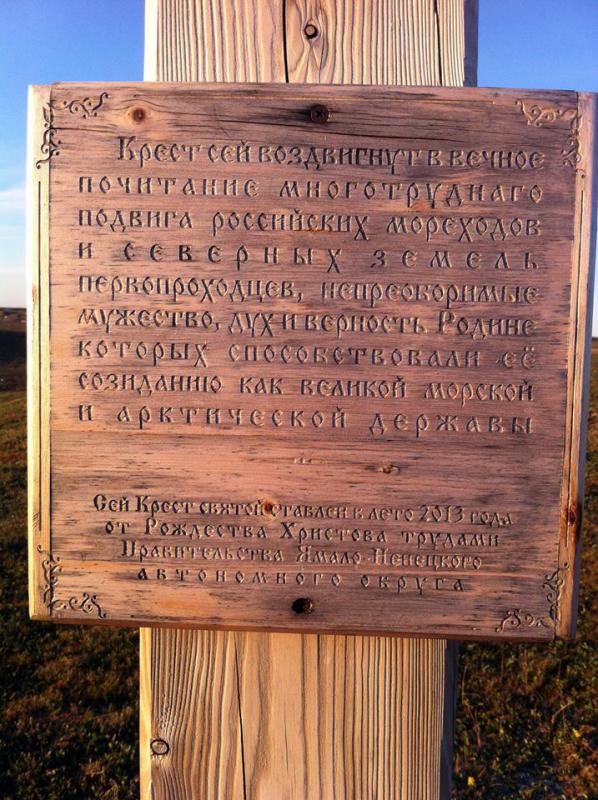 Крест сей воздвигнут в вечное
почитание многотруднаго
подвига российских мореходов
и северных земель
первопроходцев, непреоборимые
мужество, дух и верность Родине
которых способствовали её
созиданию как великой морской
и арктической державы
Сей Крест святой ставлен в лето 2013 года
от Рождества Христова трудами
Правительства Ямало-Ненецкого
автономного округа